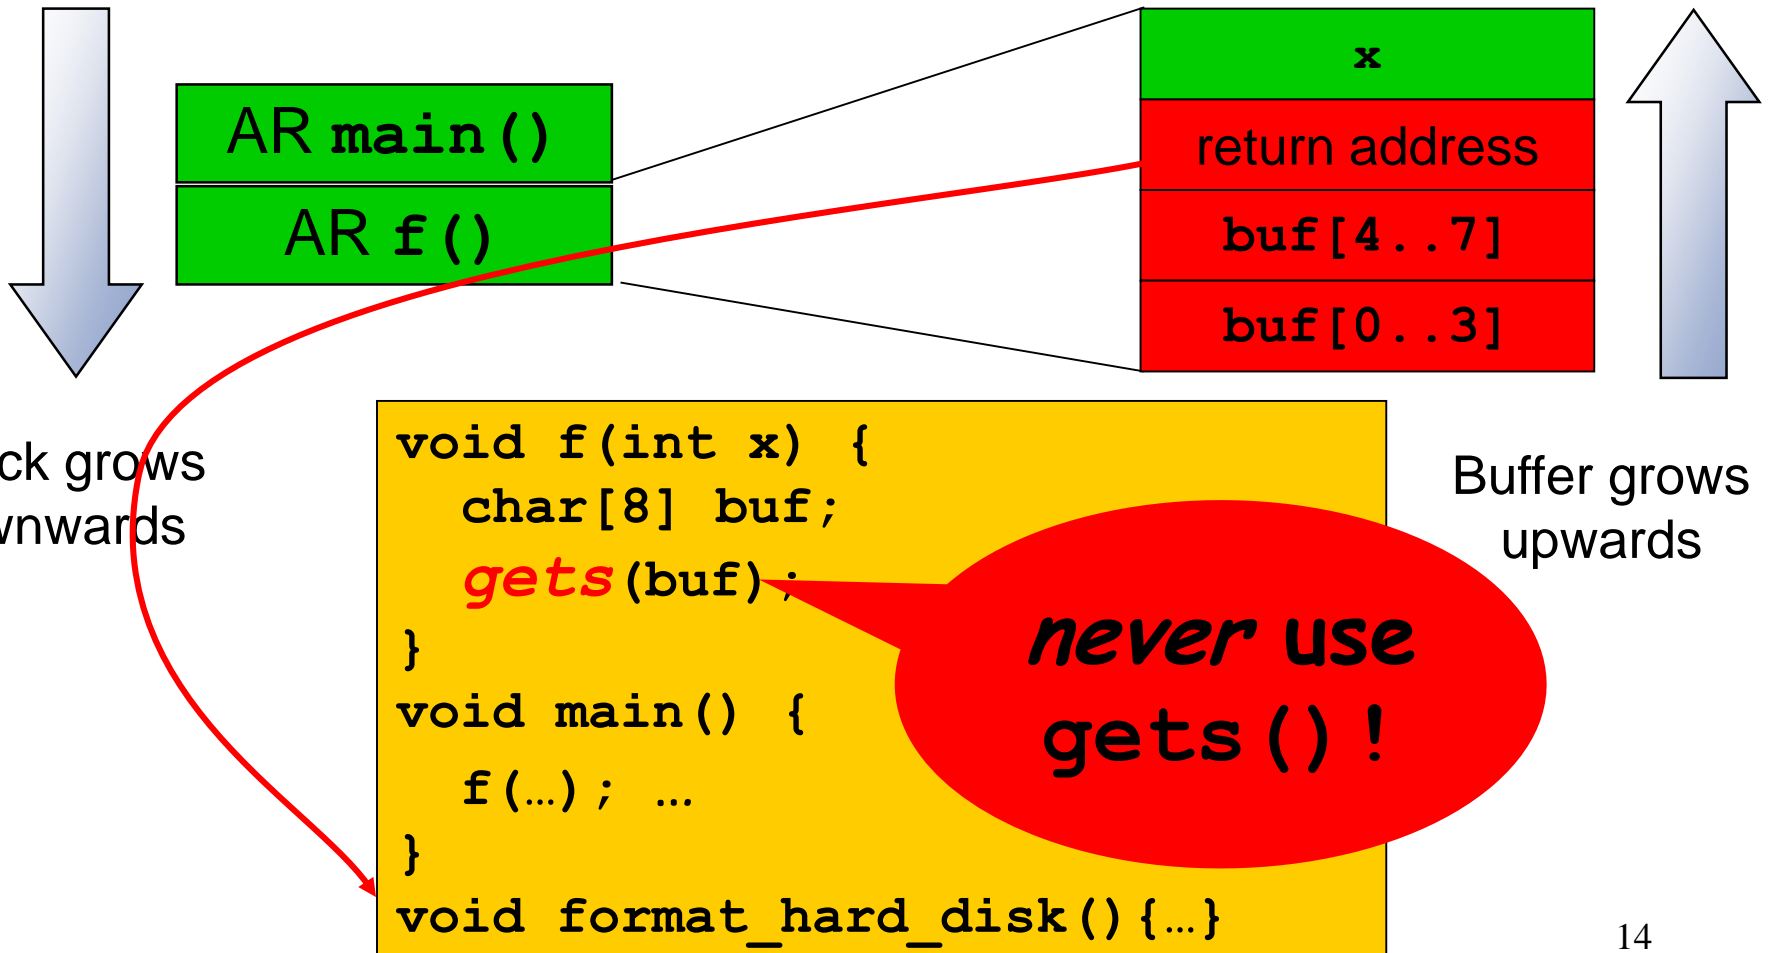 AR main()
AR f()
x
return address
buf[4..7]
buf[0..3]
ck grows
wnwards
Buffer grows
upwards
void f(int x) {
char[8] buf;
gets(buf);
}
void main() {
f(…); …
}
void format_hard_disk(){…}
never use
gets()!
14